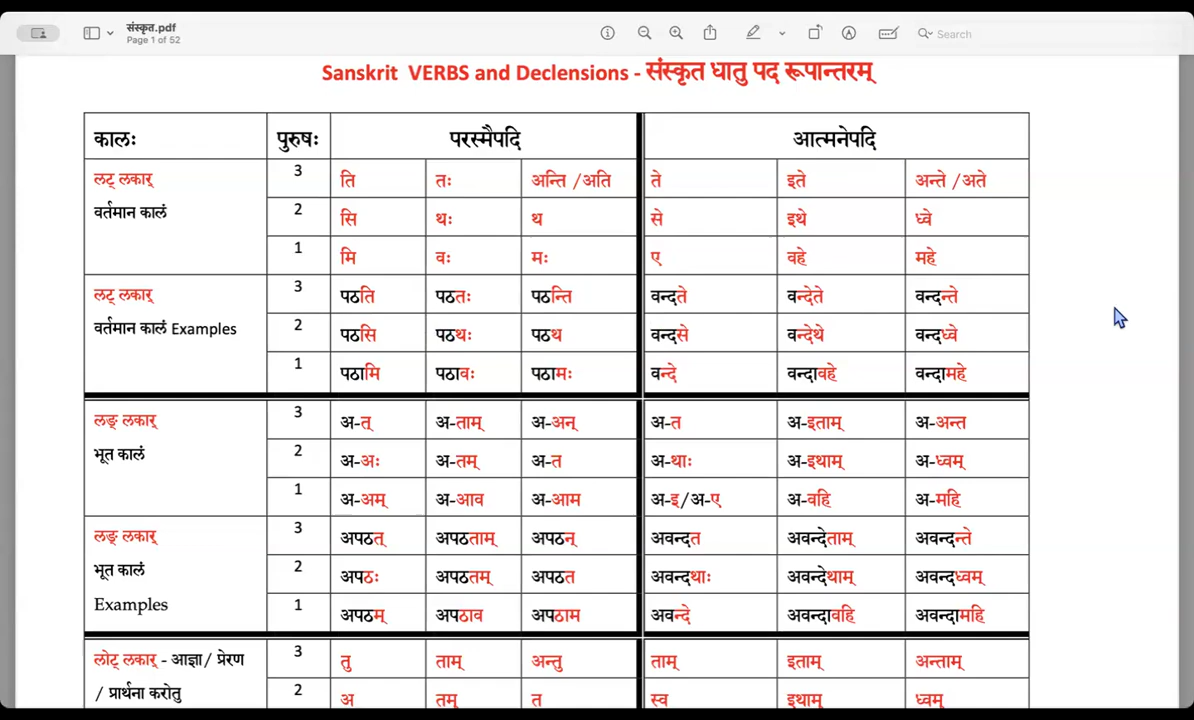 संस्कृत.pdf
Page 1 of 52
Search
Sanskrit VERBS and Declensions - संस्कृत धातु पद रूपान्तरम्
कालः पुरुषः परस्मैपदि आत्मनेपदि
लट् लकार् 3 ति तः अन्ति /अति ते इते अन्ते /अते
वर्तमान कालं 2 सि थः थ से इथे ध्वे
1 मि वः मः ए वहे महे
लट् लकार् 3 पठति पठतः पठन्ति वन्दते वन्देते वन्दन्ते
वर्तमान कालं Examples 2 पठसि पठथः पठथ वन्दसे वन्देथे वन्दध्वे
1 पठामि पठावः पठामः वन्दे वन्दावहे वन्दामहे
लङ् लकार् 3 अ-त् अ-ताम् अ-अन् अ-त अ-इताम् अ-अन्त
भूत कालं 2 अ-अः अ-तम् अ-त अ-थाः अ-इथाम् अ-ध्वम्
1 अ-अम् अ-आव अ-आम अ-इ/अ-ए अ-वहि अ-महि
लङ् लकार् 3 अपठत् अपठताम् अपठन् अवन्दत अवन्देताम् अवन्दन्ते
भूत कालं 2 अपठः अपठतम् अपठत अवन्दथाः अवन्देथाम् अवन्दध्वम्
Examples 1 अपठम् अपठाव अपठाम अवन्दे अवन्दावहि अवन्दामहि
लोट् लकार् - आज्ञा/ प्रेरण 3 तु ताम् अन्तु ताम् इताम् अन्ताम्
/ प्रार्थना करोतु 2 अ तम् त स्व इथाम् ध्वम्